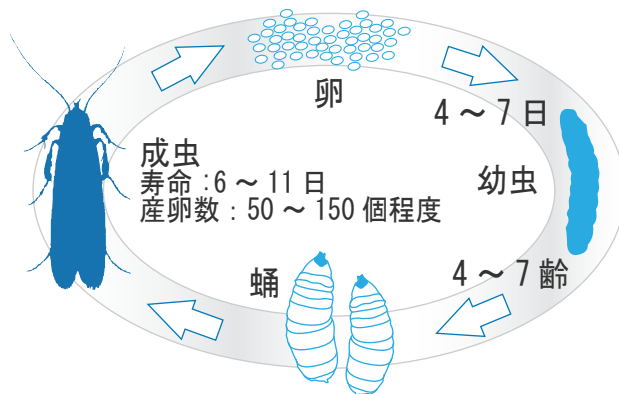 卵
4～7日
成虫
寿命:6～11日
産卵数：50～150個程度
幼虫
4～7齢
蛹